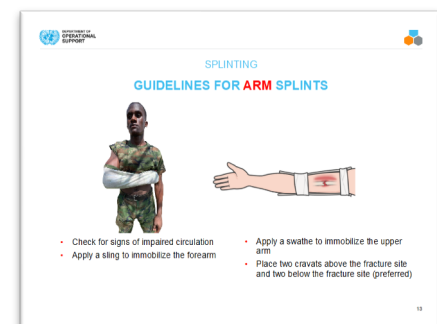 DEPARTMENT OF
OPERATIONAL
SUPPORT
SPLINTING
GUIDELINES FOR ARM SPLINTS
• Check for signs of impaired circulation
• Apply a sling to immobilize the forearm
• Apply a swathe to immobilize the upper
arm
• Place two cravats above the fracture site
and two below the fracture site (preferred)
13